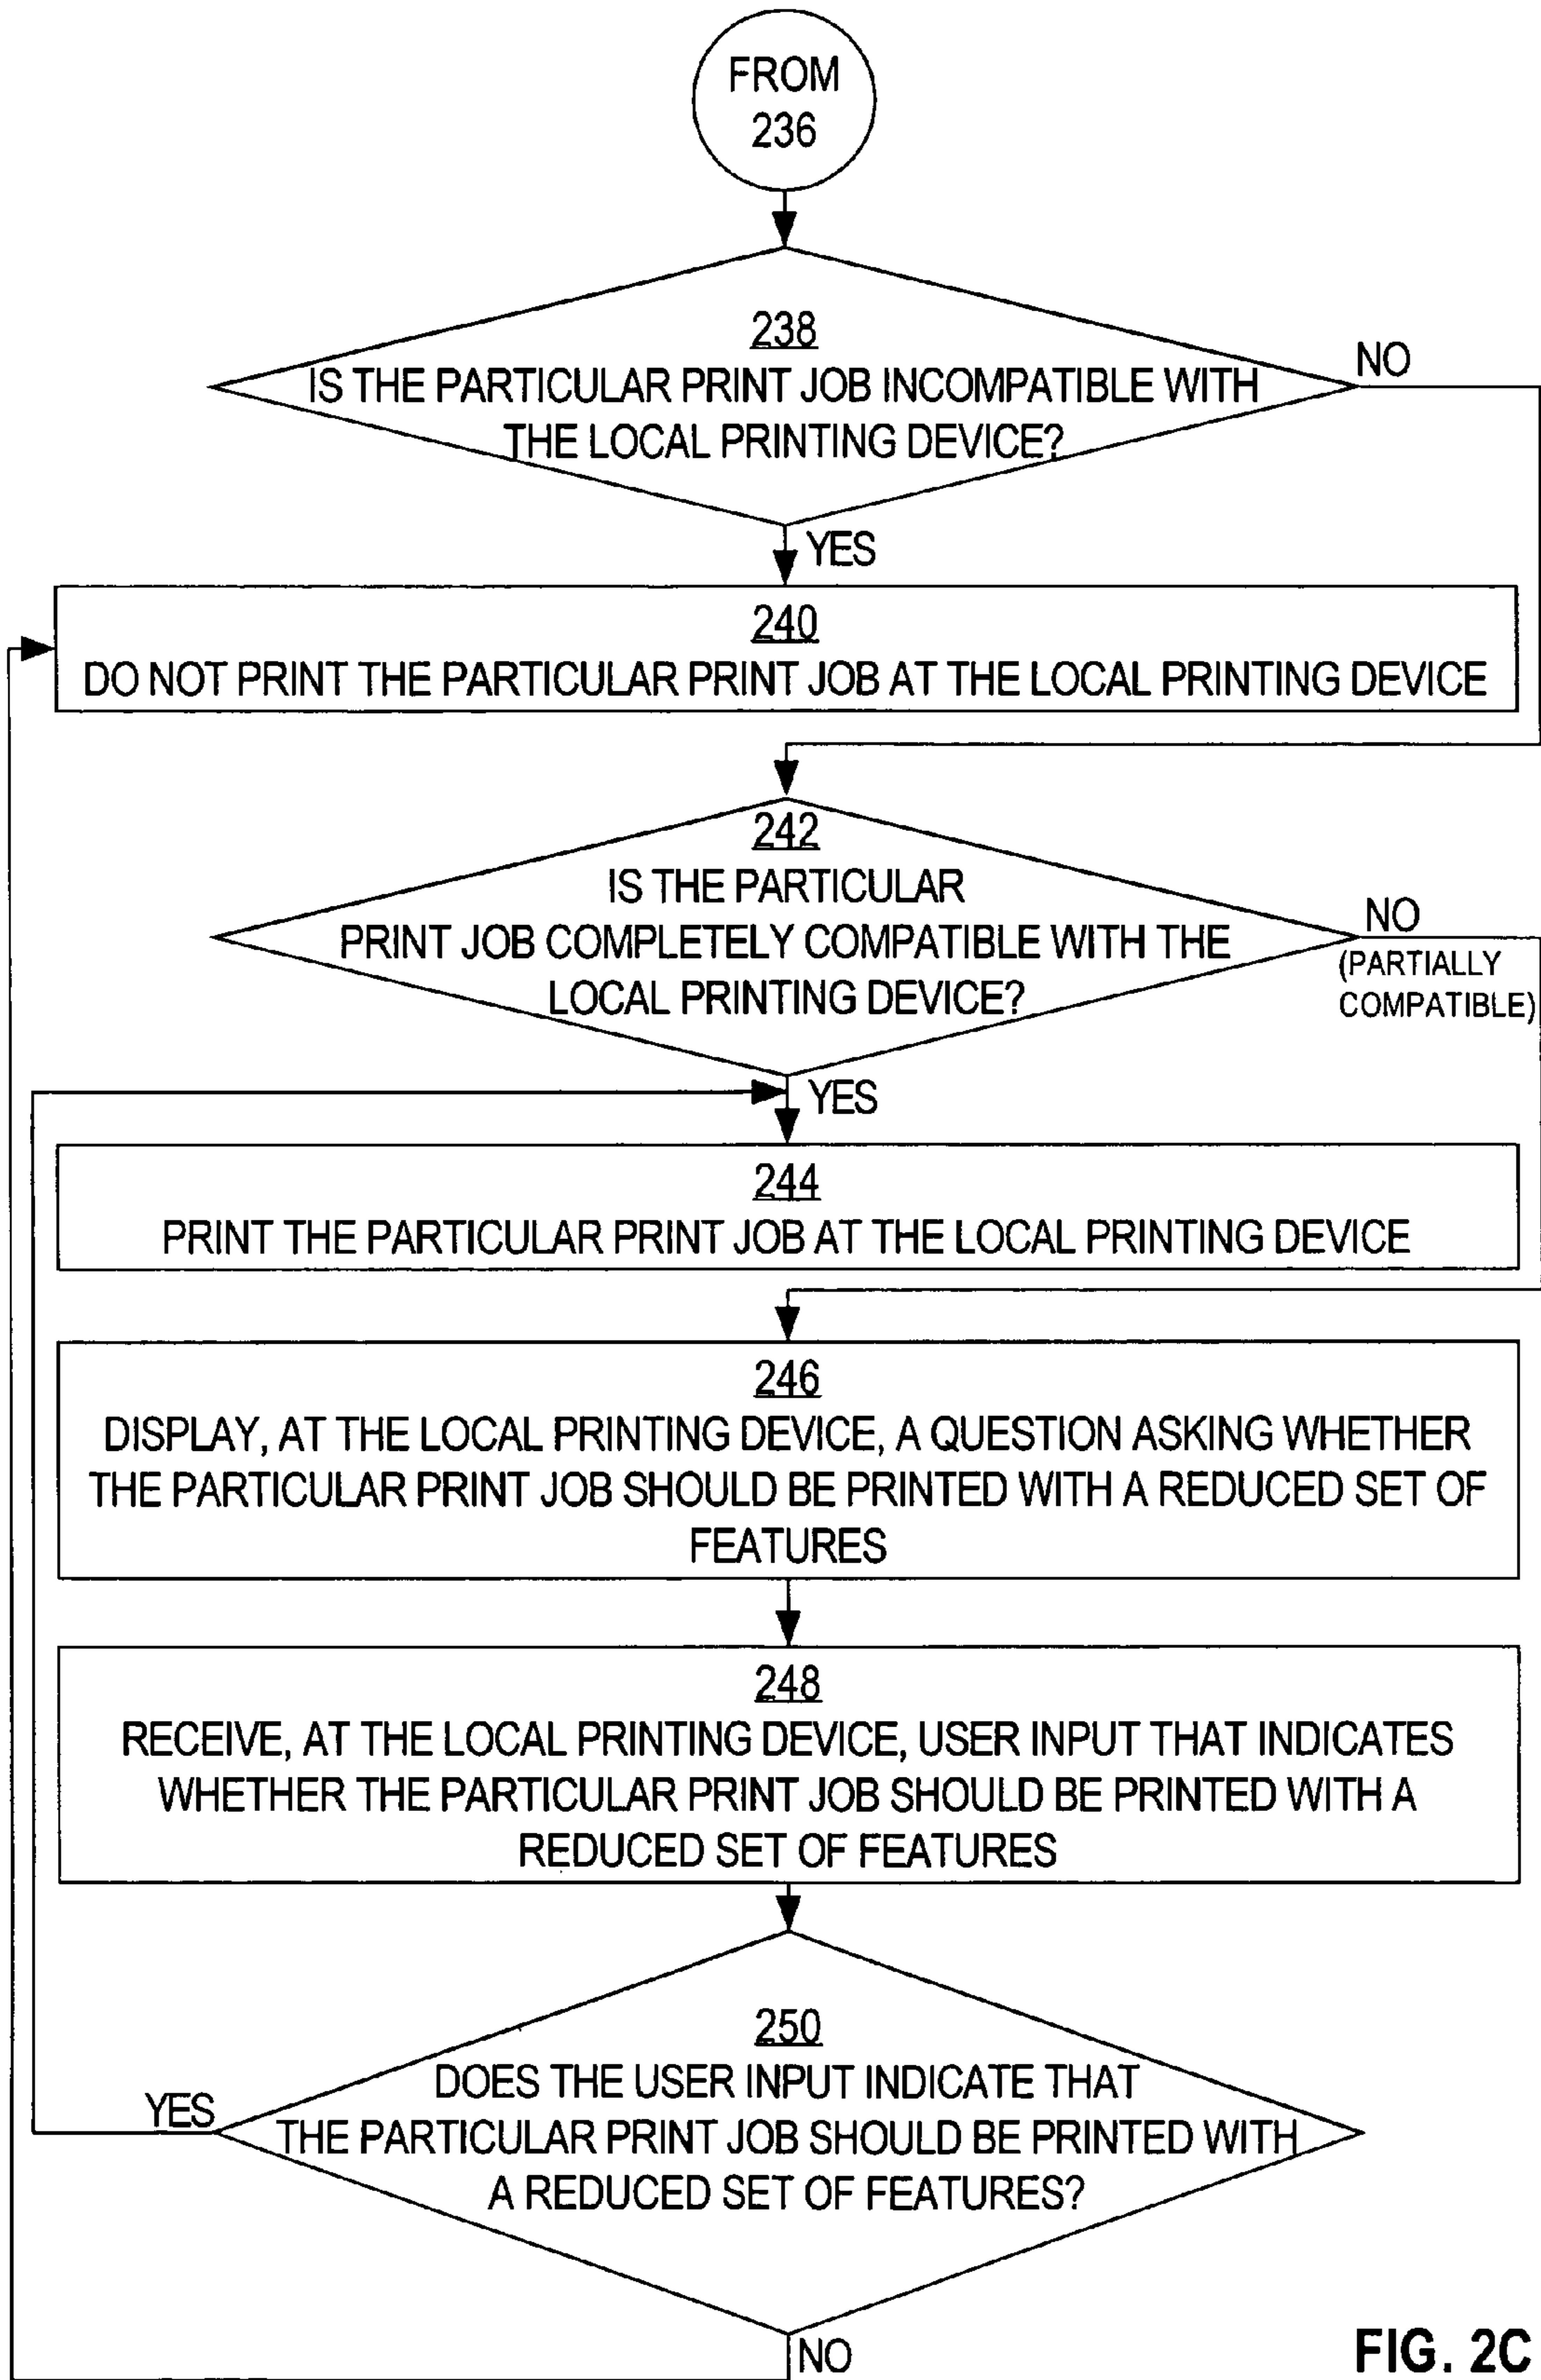 FROM
236
238
IS THE PARTICULAR PRINT JOB INCOMPATIBLE WITH
THE LOCAL PRINTING DEVICE?
NO
YES
240
DO NOT PRINT THE PARTICULAR PRINT JOB AT THE LOCAL PRINTING DEVICE
242
IS THE PARTICULAR
PRINT JOB COMPLETELY COMPATIBLE WITH THE
LOCAL PRINTING DEVICE?
NO
(PARTIALLY
COMPATIBLE)
YES
244
PRINT THE PARTICULAR PRINT JOB AT THE LOCAL PRINTING DEVICE
246
DISPLAY, AT THE LOCAL PRINTING DEVICE, A QUESTION ASKING WHETHER
THE PARTICULAR PRINT JOB SHOULD BE PRINTED WITH A REDUCED SET OF
FEATURES
248
RECEIVE, AT THE LOCAL PRINTING DEVICE, USER INPUT THAT INDICATES
WHETHER THE PARTICULAR PRINT JOB SHOULD BE PRINTED WITH A
REDUCED SET OF FEATURES
250
DOES THE USER INPUT INDICATE THAT
THE PARTICULAR PRINT JOB SHOULD BE PRINTED WITH
A REDUCED SET OF FEATURES?
YES
NO
FIG. 2C